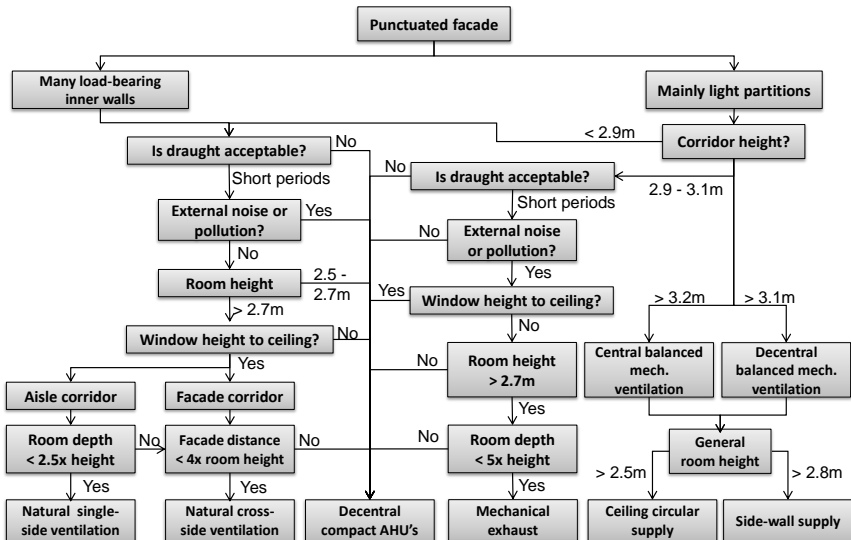 Punctuated facade
Many load-bearing
inner walls
Mainly light partitions
< 2.9m
Corridor height?
Is draught acceptable?
No
No
Is draught acceptable?
2.9 - 3.1m
Short periods
Short periods
External noise or
pollution?
Yes
No
External noise
or pollution?
No
Yes
Room height
2.5 -
2.7m
Yes
Window height to ceiling?
> 2.7m
> 3.2m
> 3.1m
Window height to ceiling?
No
No
Yes
No
Room height
> 2.7m
Central balanced
mech.
ventilation
Decentral
balanced mech.
ventilation
Aisle corridor
Facade corridor
Yes
Room depth
< 2.5x height
No
Facade distance
< 4x room height
No
Room depth
< 5x height
General
room height
Yes
Yes
Yes
> 2.5m
> 2.8m
Natural single-
side ventilation
Natural cross-
side ventilation
Decentral
compact AHU's
Mechanical
exhaust
Ceiling circular
supply
Side-wall supply